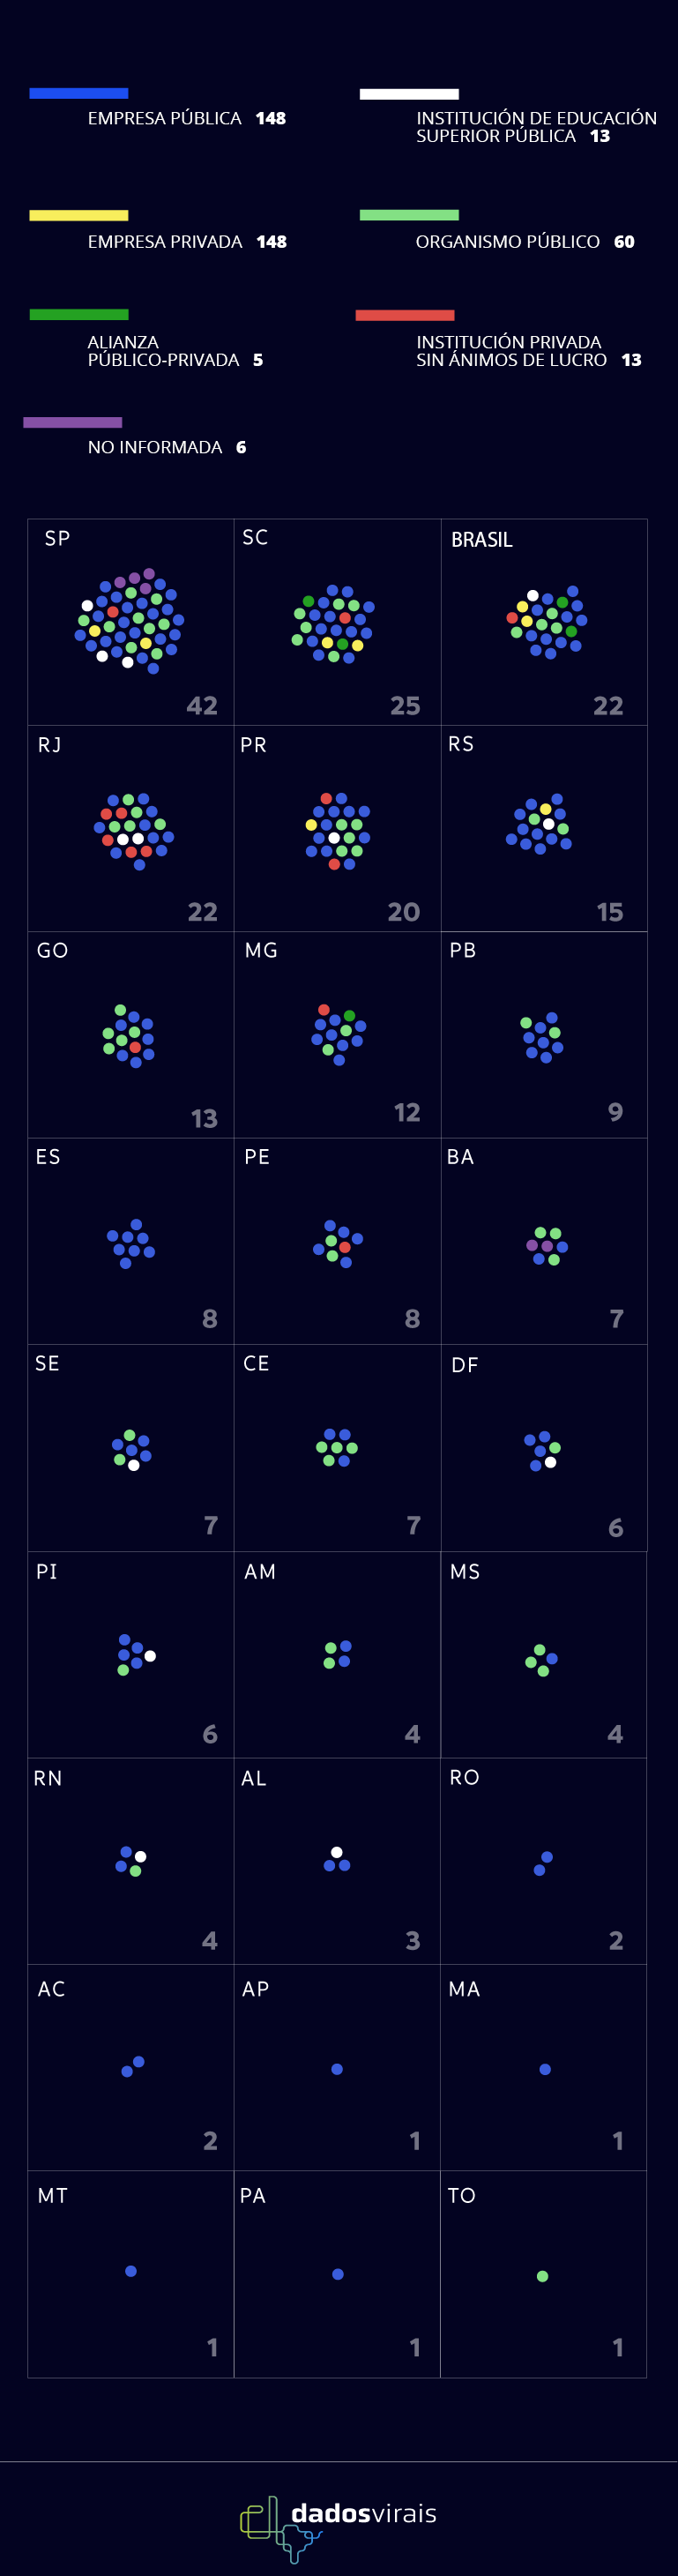 EMPRESA PÚBLICA 148
INSTITUCIÓN DE EDUCACIÓN
SUPERIOR PÚBLICA 13
EMPRESA PRIVADA 148
ORGANISMO PÚBLICO 60
ALIANZA
PÚBLICO-PRIVADA 5
INSTITUCIÓN PRIVADA
SIN ÁNIMOS DE LUCRO 13
NO INFORMADA 6
SP
42
SC
25
BRASIL
22
RJ
22
PR
20
RS
15
GO
13
MG
12
PB
9
ES
8
PE
8
BA
7
SE
7
CE
7
DF
6
PI
6
AM
4
MS
4
RN
4
AL
3
RO
2
AC
2
AP
1
MA
1
MT
1
PA
1
TO
1
dadosvirais